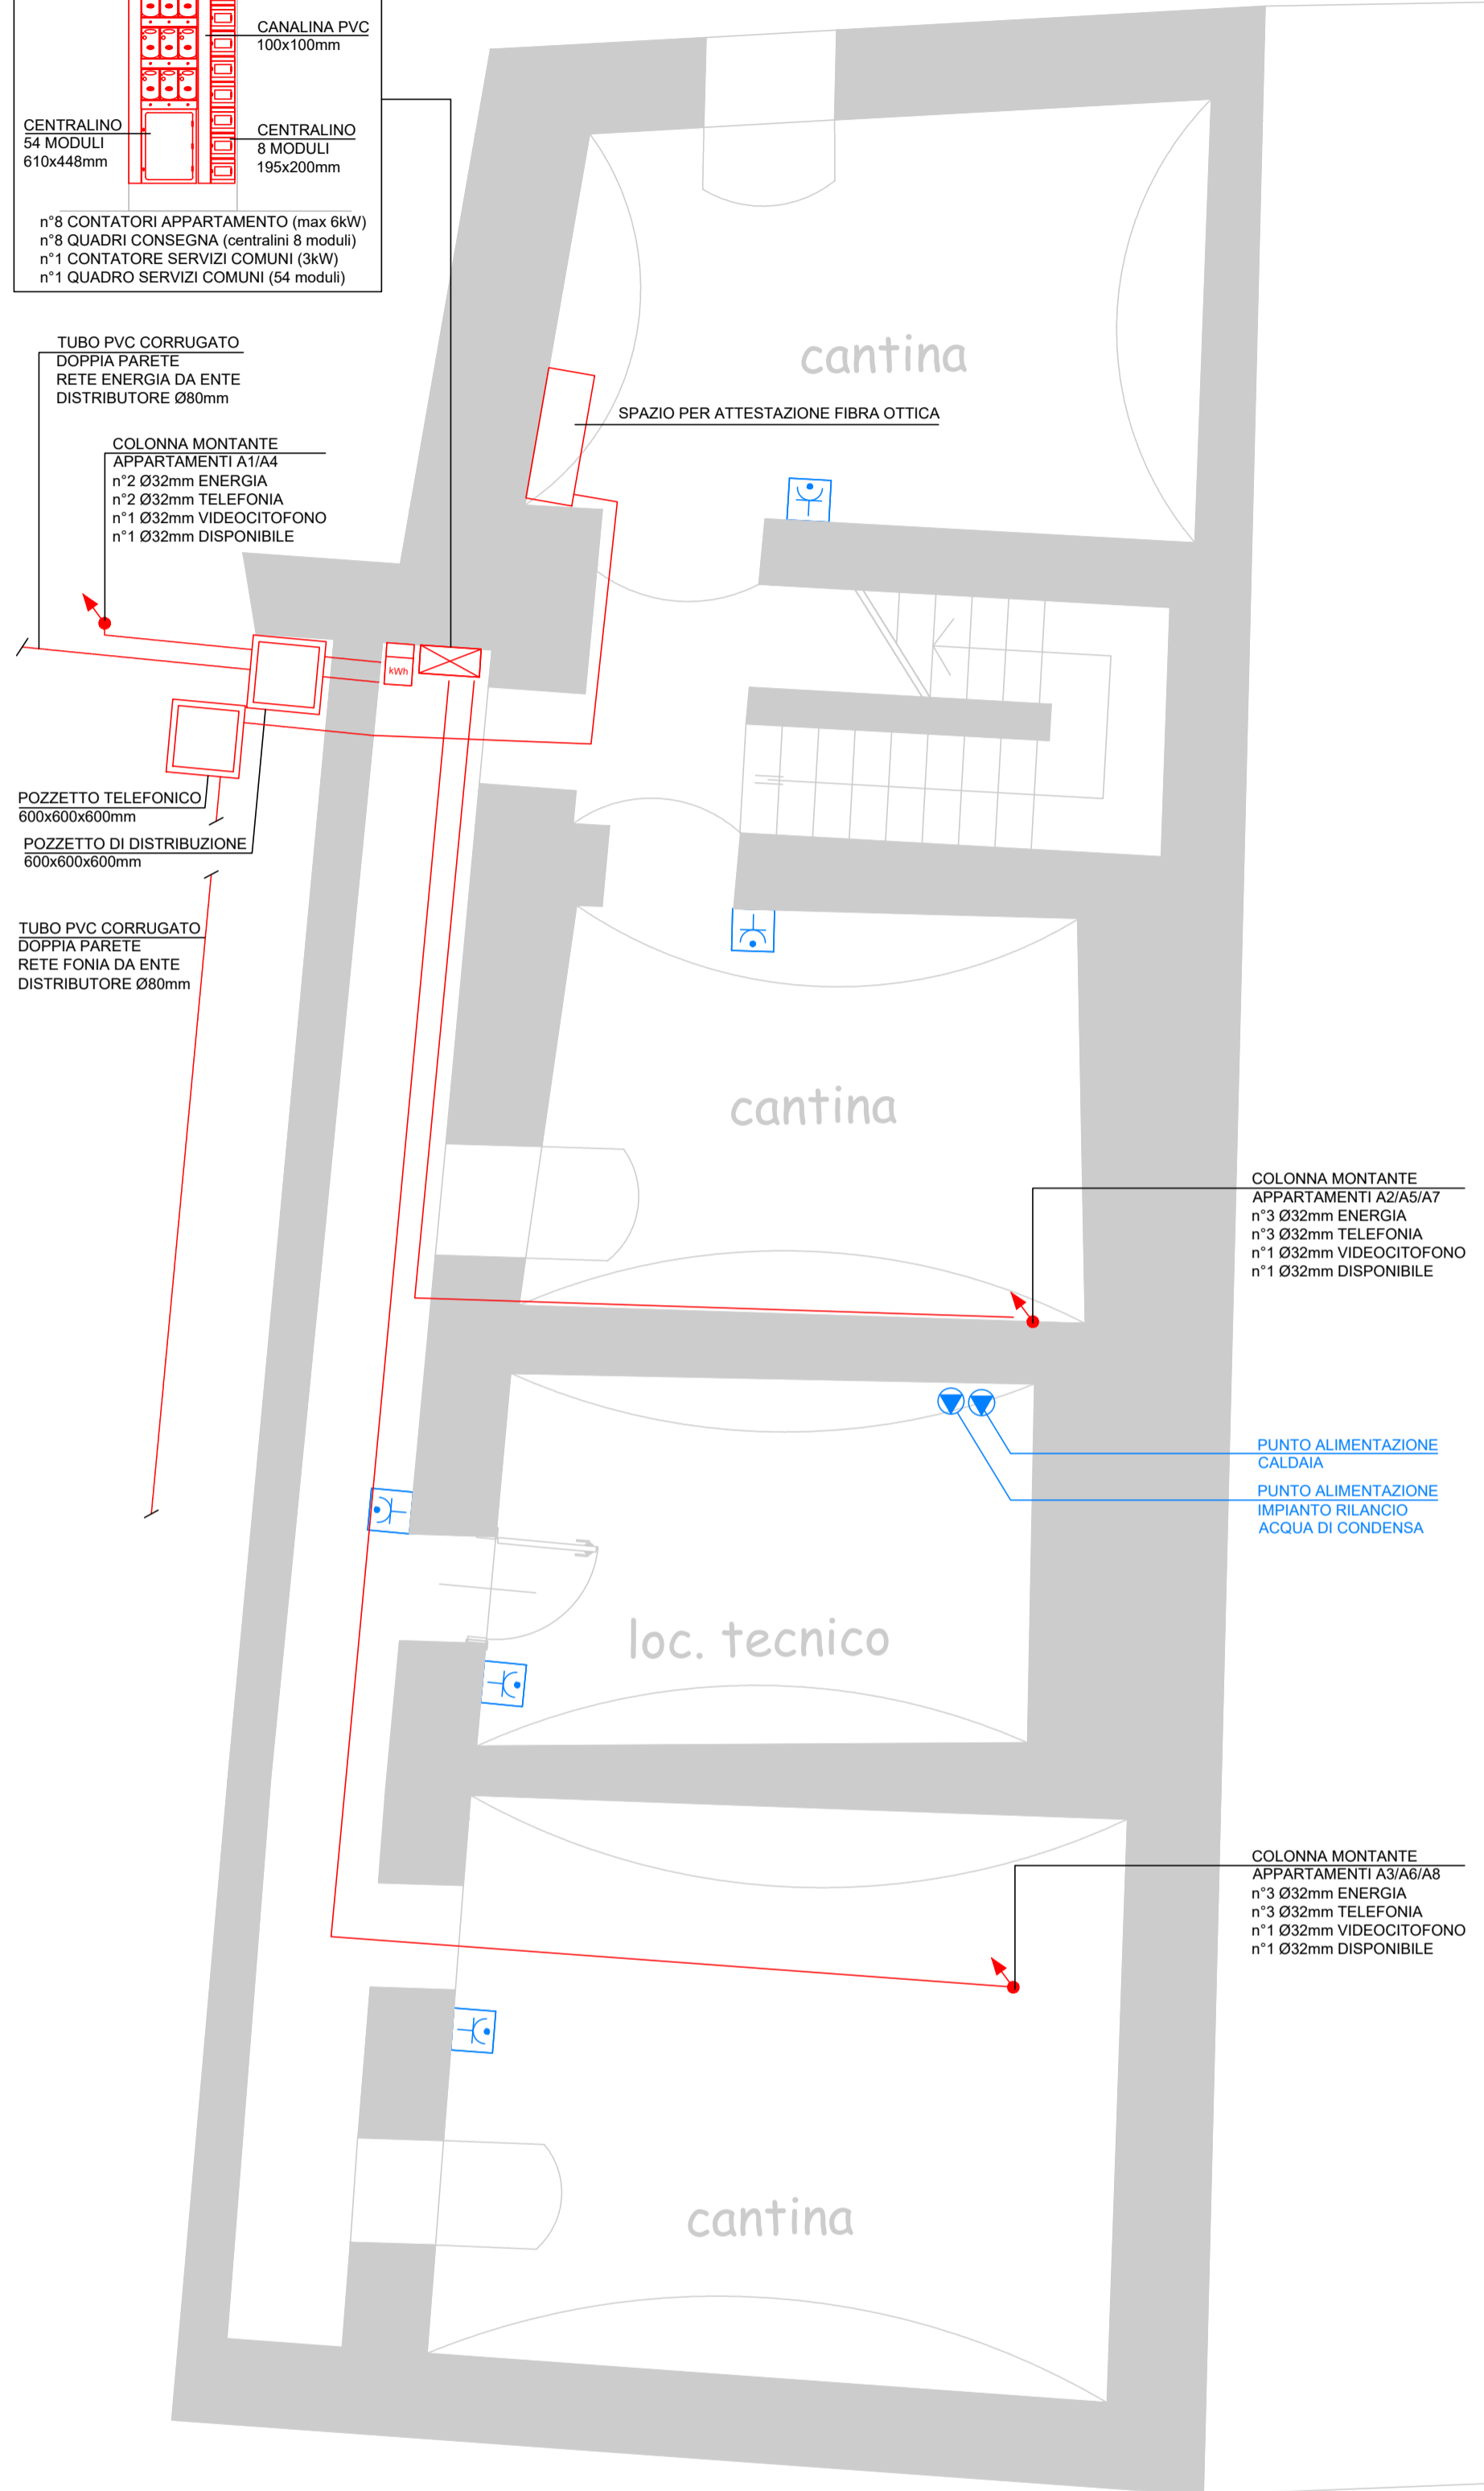 CANALINA PVC
100x100mm
CENTRALINO
54 MODULI
610x448mm
CENTRALINO
8 MODULI
195x200mm
n°8 CONTATORI APPARTAMENTO (max 6kW)
n°8 QUADRI CONSEGNA (centralini 8 moduli)
n°1 CONTATORE SERVIZI COMUNI (3kW)
n°1 QUADRO SERVIZI COMUNI (54 moduli)
TUBO PVC CORRUGATO
DOPPIA PARETE
RETE ENERGIA DA ENTE
DISTRIBUTORE Ø80mm
cantina
SPAZIO PER ATTESTAZIONE FIBRA OTTICA
COLONNA MONTANTE
APPARTAMENTI A1/A4
n°2 Ø32mm ENERGIA
n°2 Ø32mm TELEFONIA
n°1 Ø32mm VIDEOCITOFONO
n°1 Ø32mm DISPONIBILE
kWh
POZZETTO TELEFONICO
600x600x600mm
POZZETTO DI DISTRIBUZIONE
600x600x600mm
TUBO PVC CORRUGATO
DOPPIA PARETE
RETE FONIA DA ENTE
DISTRIBUTORE Ø80mm
cantina
COLONNA MONTANTE
APPARTAMENTI A2/A5/A7
n°3 Ø32mm ENERGIA
n°3 Ø32mm TELEFONIA
n°1 Ø32mm VIDEOCITOFONO
n°1 Ø32mm DISPONIBILE
PUNTO ALIMENTAZIONE
CALDAIA
PUNTO ALIMENTAZIONE
IMPIANTO RILANCIO
ACQUA DI CONDENSA
loc. tecnico
COLONNA MONTANTE
APPARTAMENTI A3/A6/A8
n°3 Ø32mm ENERGIA
n°3 Ø32mm TELEFONIA
n°1 Ø32mm VIDEOCITOFONO
n°1 Ø32mm DISPONIBILE
cantina